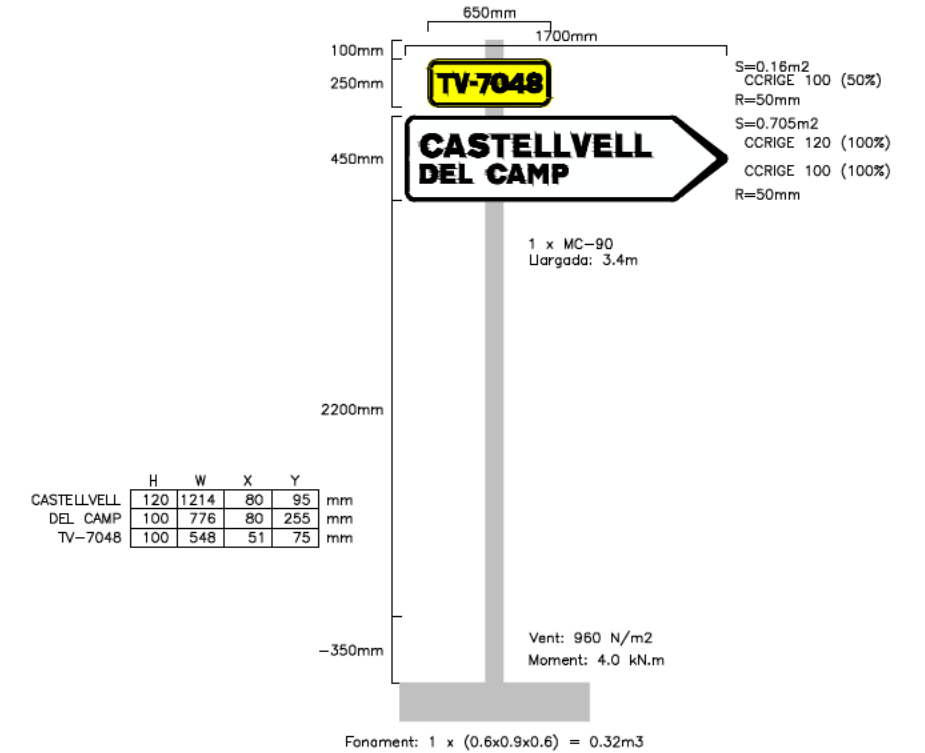 650mm
1700mm
100mm
250mm
TV-7048
S=0.16m2
CCRIGE 100 (50%)
R=50mm
450mm
CASTELLVELL
DEL CAMP
S=0.705m2
CCRIGE 120 (100%)
CCRIGE 100 (100%)
R=50mm
1 x MC-90
Llargada: 3.4m
2200mm
H W X Y
CASTELLVELL 120 1214 80 95 mm
DEL CAMP 100 776 80 255 mm
TV-7048 100 548 51 75 mm
-350mm
Vent: 960 N/m2
Moment: 4.0 kN.m
Fonament: 1 x (0.6x0.9x0.6) = 0.32m3